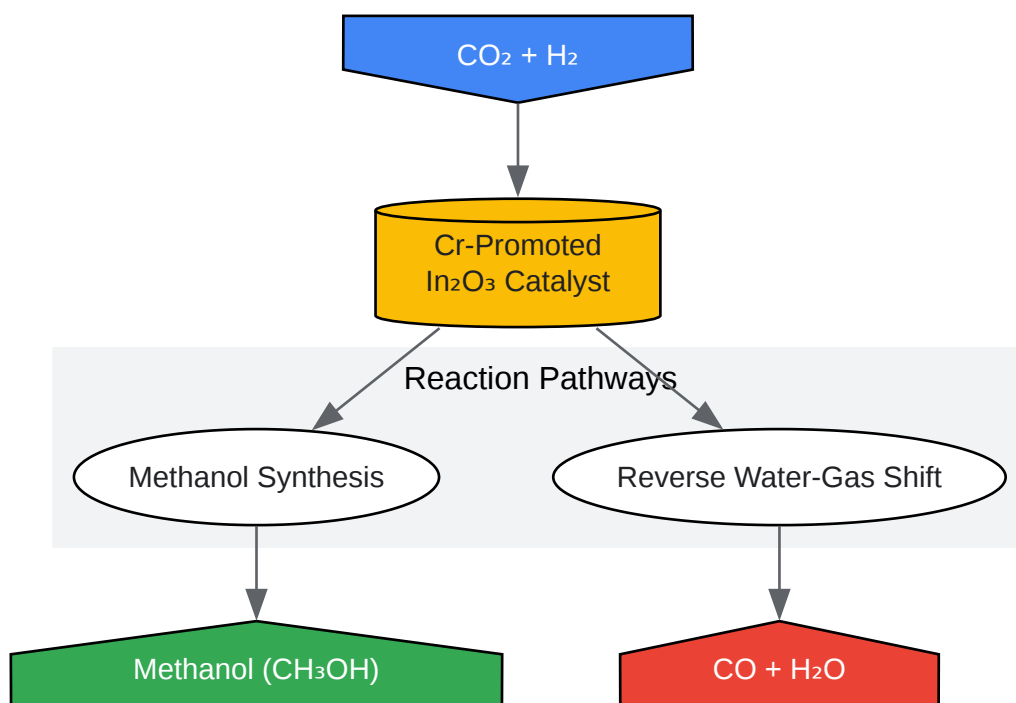 CO₂ + H₂
Cr-Promoted
In₂O₃ Catalyst
Reaction Pathways
Methanol Synthesis
Reverse Water-Gas Shift
Methanol (CH₃OH)
CO + H₂O